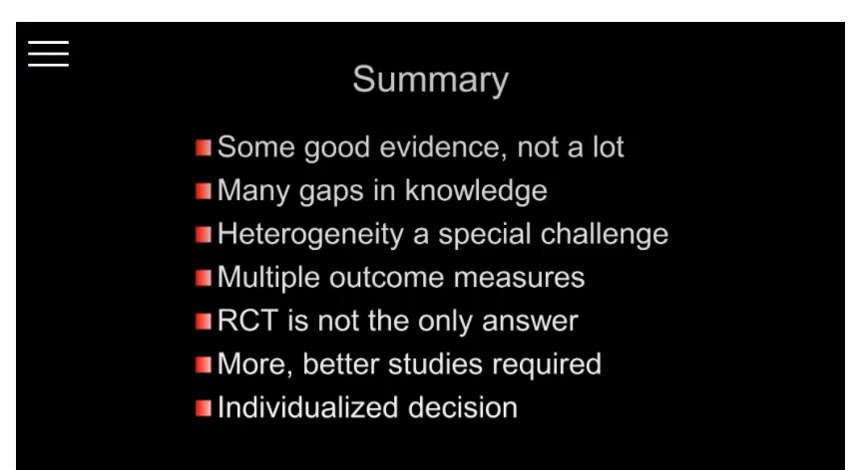 Summary
Some good evidence, not a lot
Many gaps in knowledge
Heterogeneity a special challenge
Multiple outcome measures
RCT is not the only answer
More, better studies required
Individualized decision